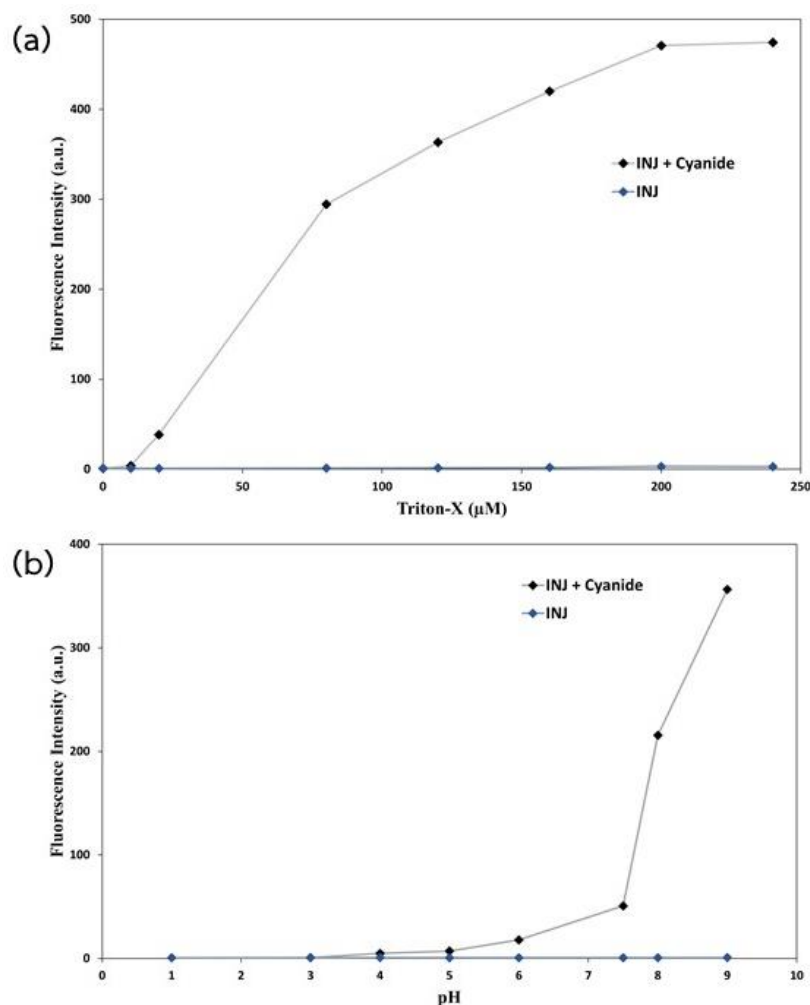 (a)
500
400
300
200
100
0
Fluorescence Intensity (a.u.)
INJ + Cyanide
INJ
0 50 100 150 200 250
Triton-X (µM)
(b)
400
300
200
100
0
Fluorescence Intensity (a.u.)
INJ + Cyanide
INJ
0 1 2 3 4 5 6 7 8 9 10
pH